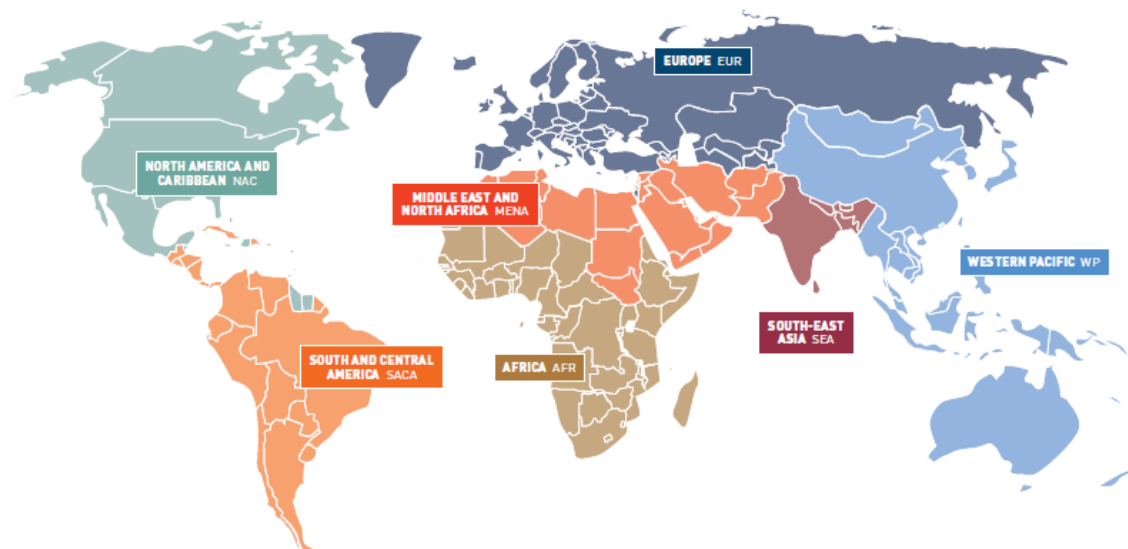 EUROPE EUR
NORTH AMERICA AND
CARIBBEAN NAC
MIDDLE EAST AND
NORTH AFRICA MENA
WESTERN PACIFIC WP
SOUTH-EAST
ASIA SEA
SOUTH AND CENTRAL
AMERICA SACA
AFRICA AFR